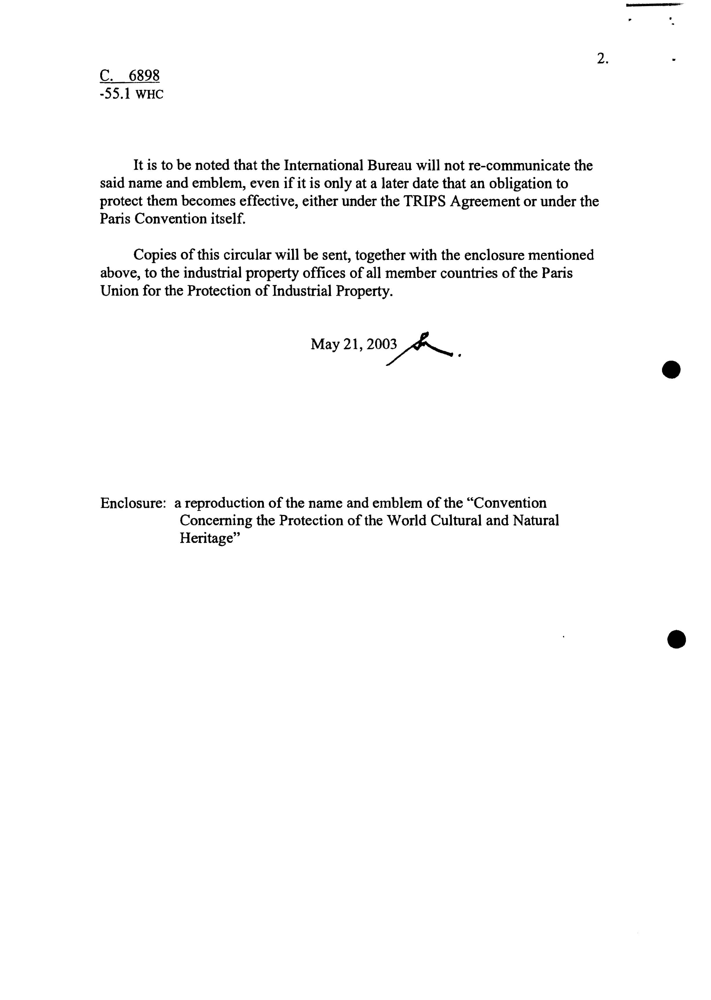 2.
C. 6898
-55.1 WHC
It is to be noted that the International Bureau will not re-communicate the
said name and emblem, even if it is only at a later date that an obligation to
protect them becomes effective, either under the TRIPS Agreement or under the
Paris Convention itself.
Copies of this circular will be sent, together with the enclosure mentioned
above, to the industrial property offices of all member countries of the Paris
Union for the Protection of Industrial Property.
May 21, 2003
Enclosure: a reproduction of the name and emblem of the “Convention
Concerning the Protection of the World Cultural and Natural
Heritage”